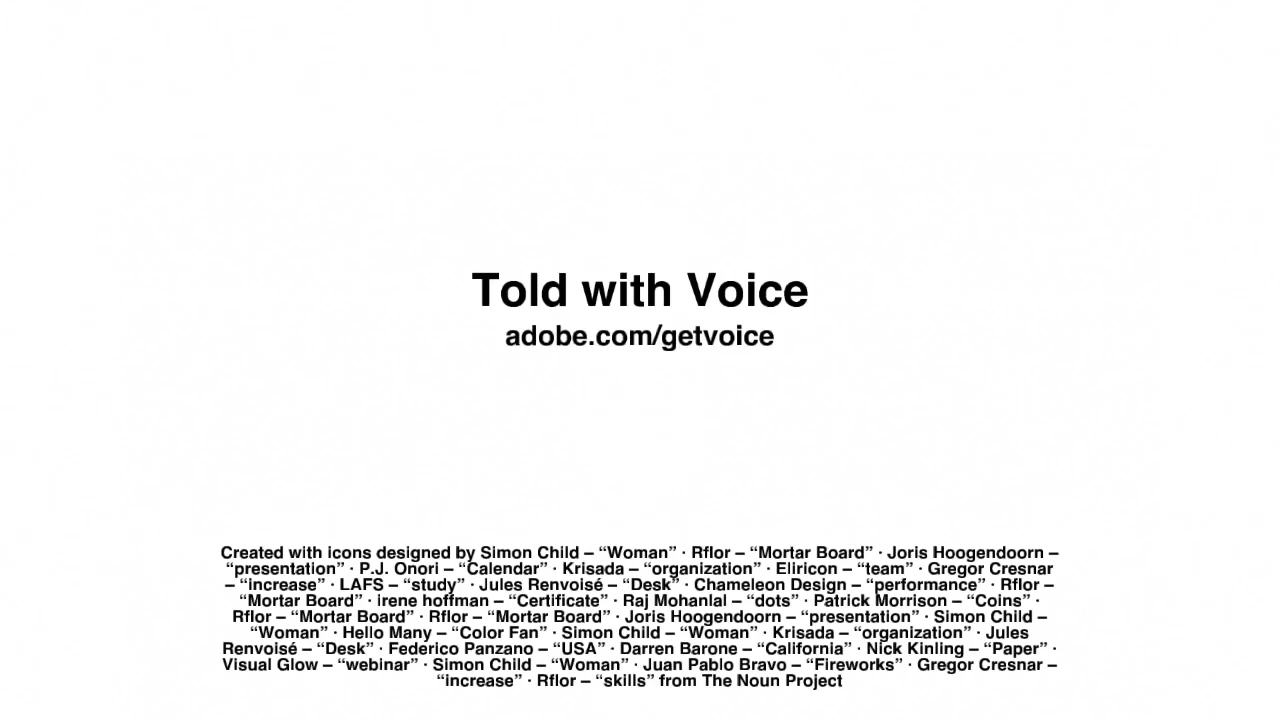 Told with Voice
adobe.com/getvoice
Created with icons designed by Simon Child – “Woman” · Rflor – “Mortar Board” · Joris Hoogendoorn –
“presentation” · P.J. Onori – “Calendar” · Krisada – “organization” · Eliricon – “team” · Gregor Cresnar
– “increase” · LAFS – “study” · Jules Renvoisé – “Desk” · Chameleon Design – “performance” · Rflor –
“Mortar Board” · irene hoffman – “Certificate” · Raj Mohanlal – “dots” · Patrick Morrison – “Coins” ·
Rflor – “Mortar Board” · Rflor – “Mortar Board” · Joris Hoogendoorn – “presentation” · Simon Child –
“Woman” · Hello Many – “Color Fan” · Simon Child – “Woman” · Krisada – “organization” · Jules
Renvoisé – “Desk” · Federico Panzano – “USA” · Darren Barone – “California” · Nick Kinling – “Paper” ·
Visual Glow – “webinar” · Simon Child – “Woman” · Juan Pablo Bravo – “Fireworks” · Gregor Cresnar –
“increase” · Rflor – “skills” from The Noun Project